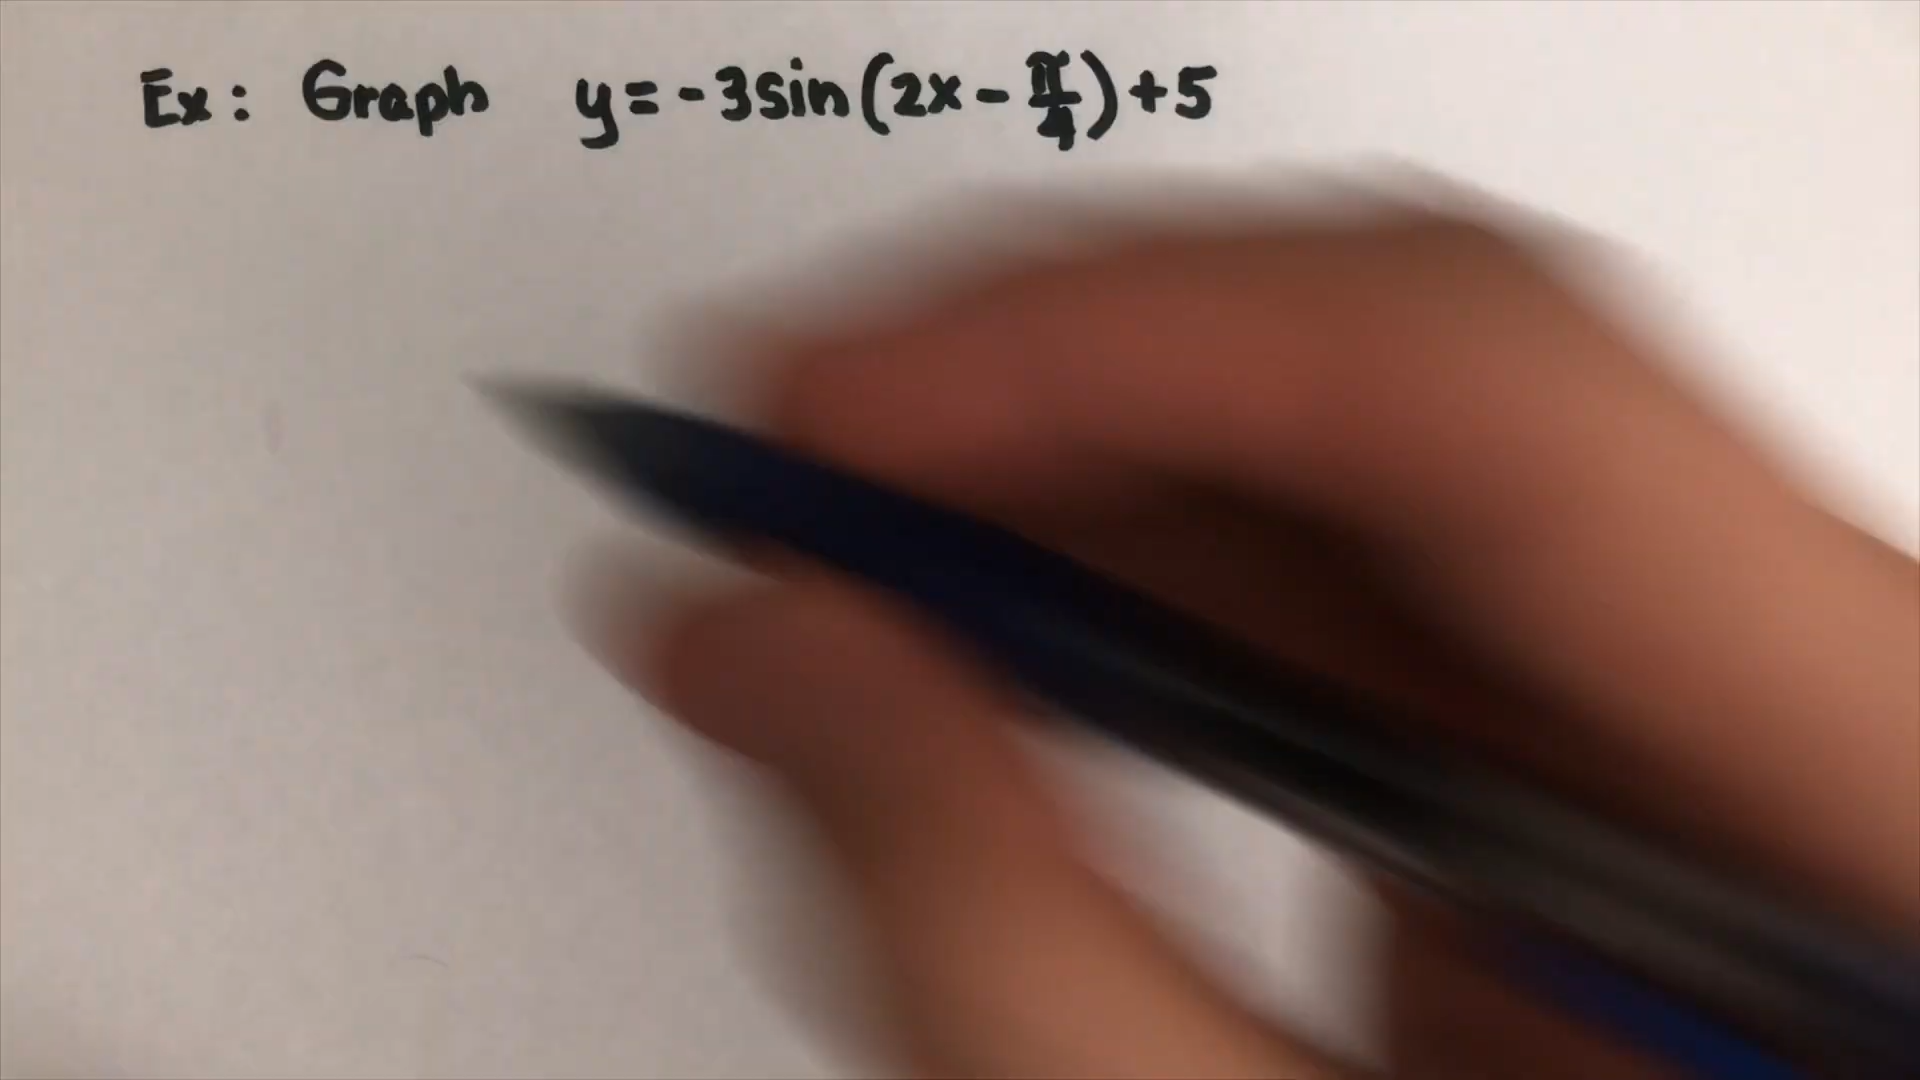 Ex: Graph y = -3sin(2x - π/4) + 5